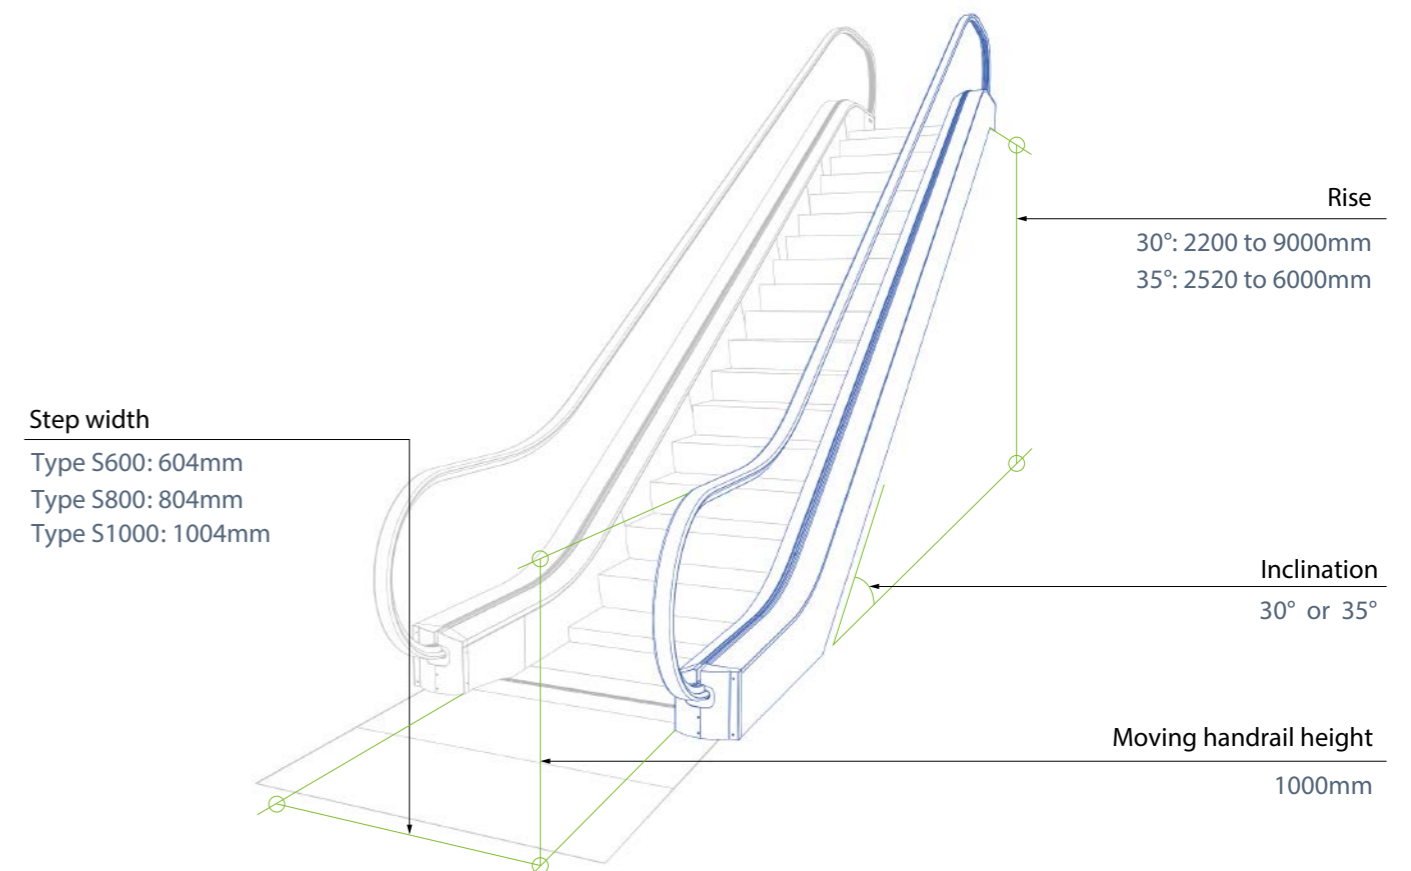 Rise
30°: 2200 to 9000mm
35°: 2520 to 6000mm
Step width
Type S600: 604mm
Type S800: 804mm
Type S1000: 1004mm
Inclination
30° or 35°
Moving handrail height
1000mm